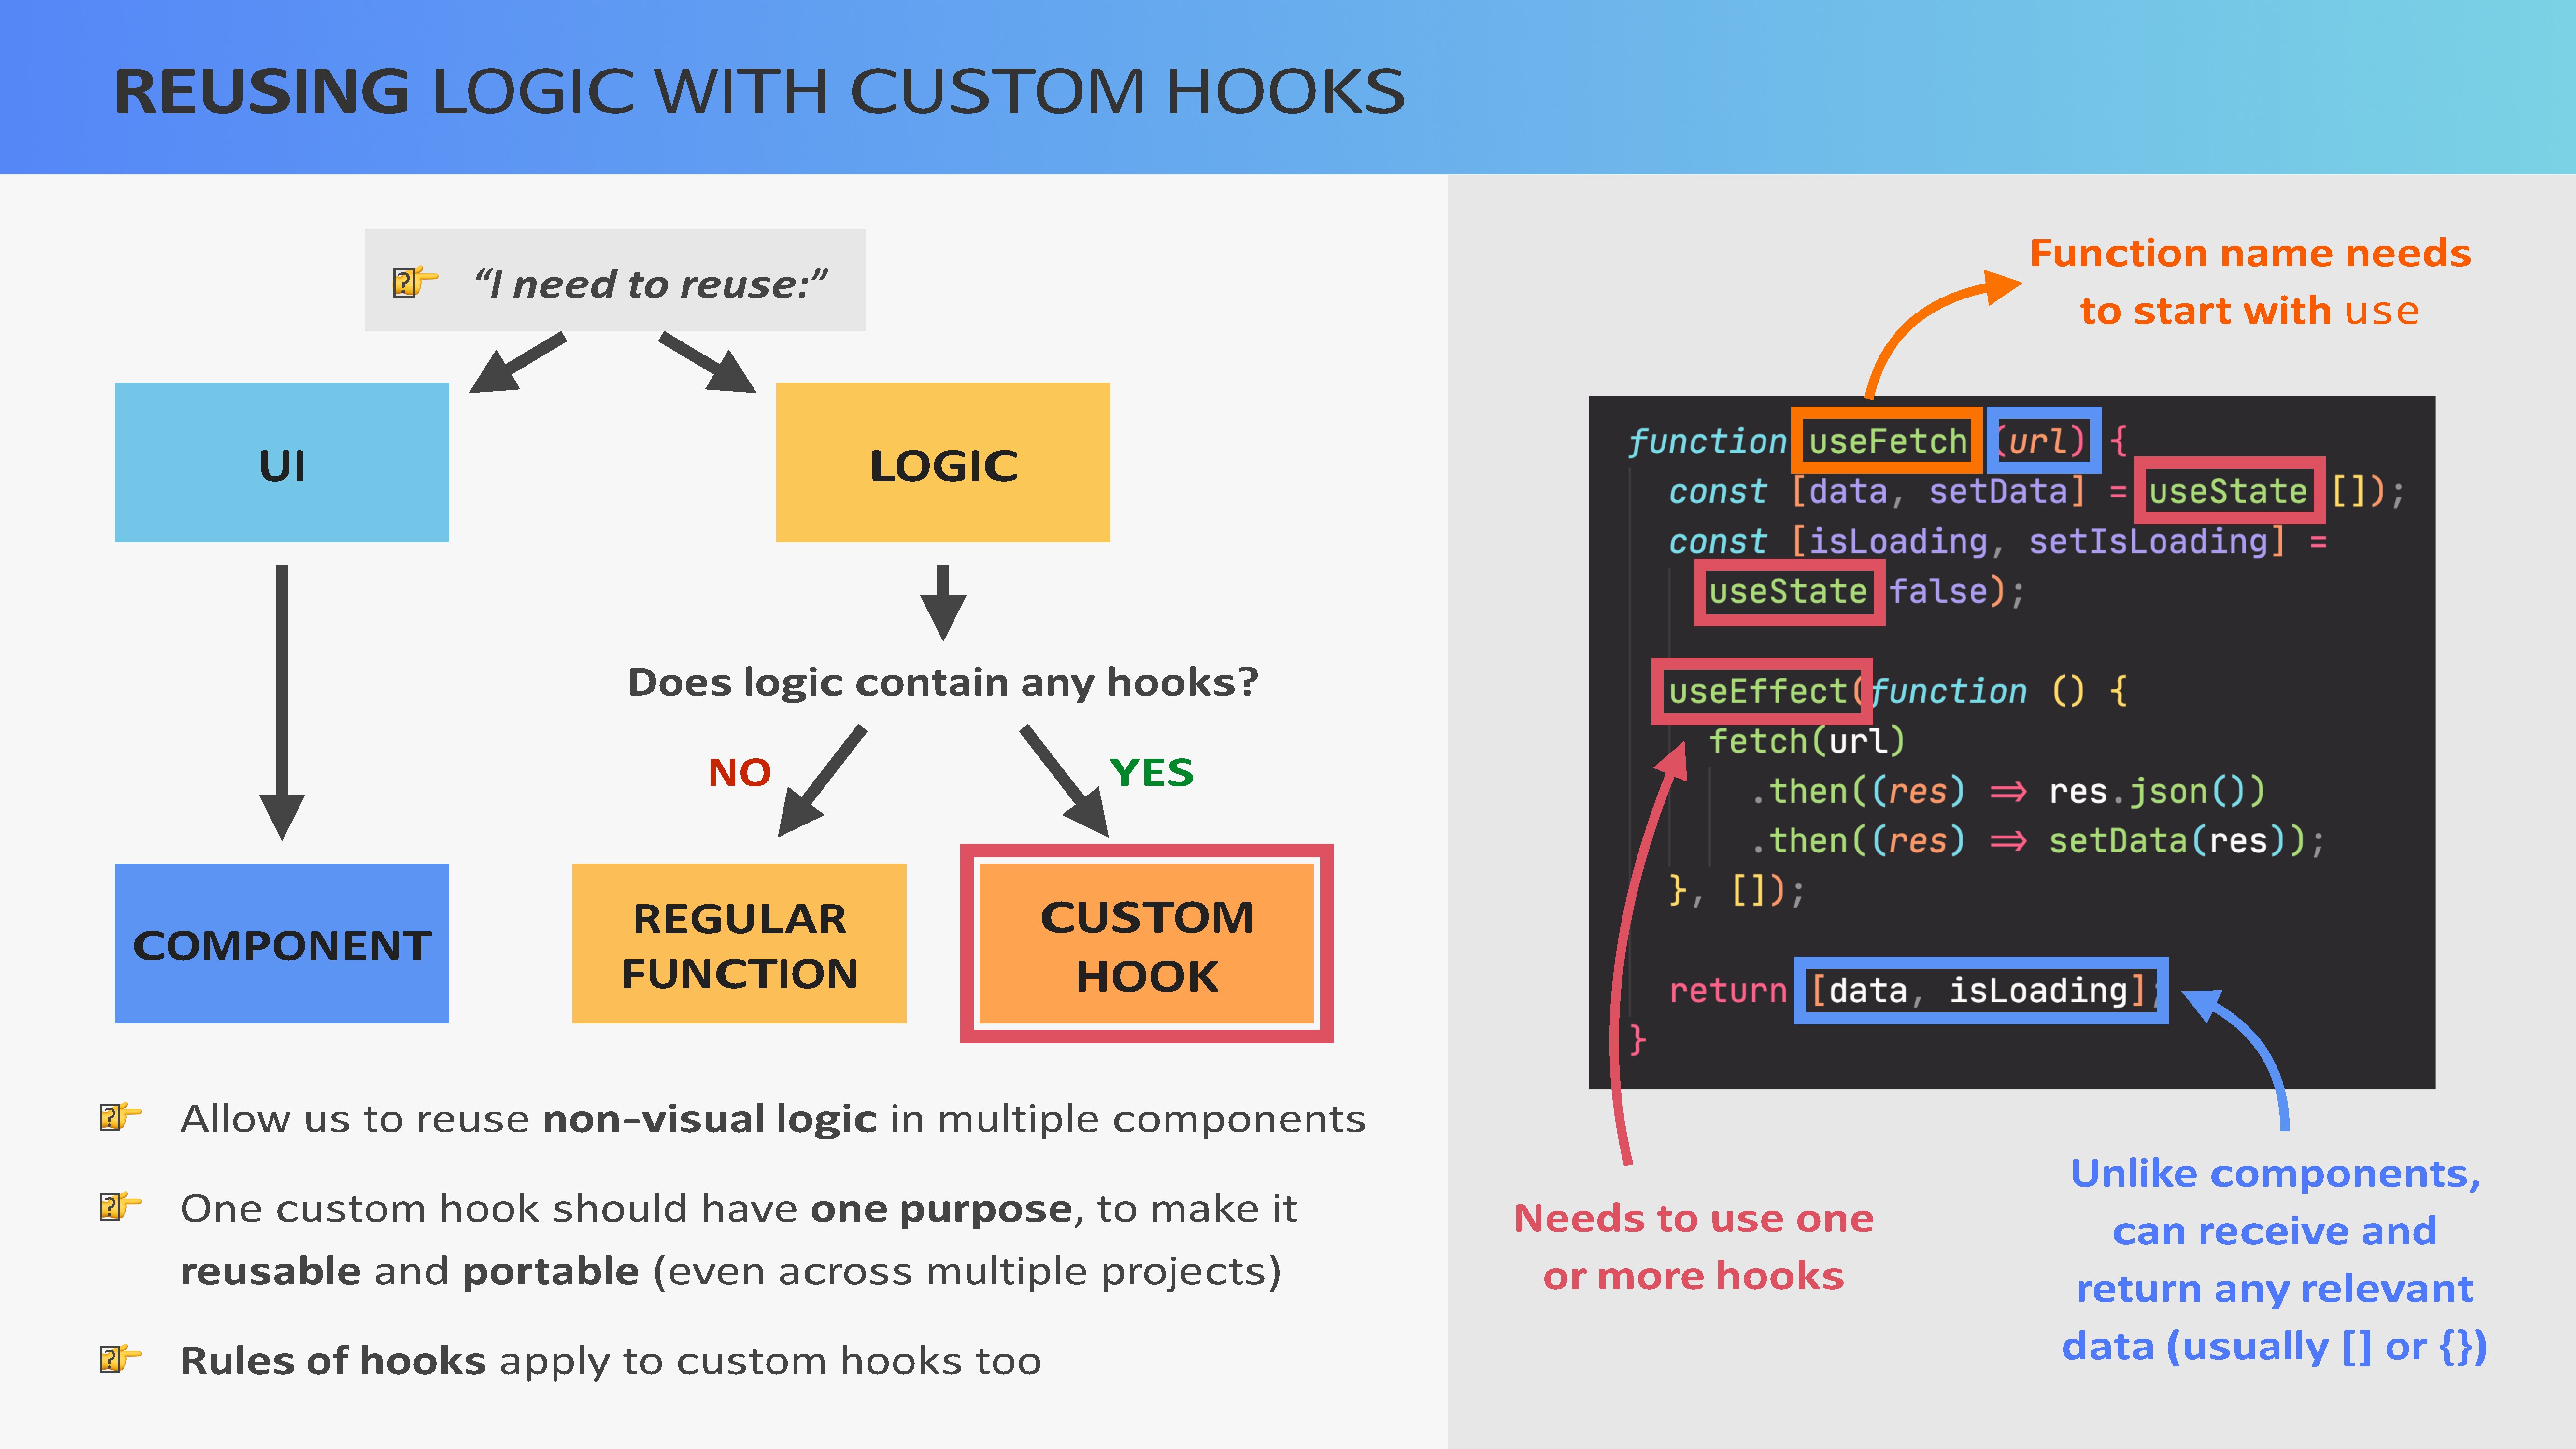 REUSING LOGIC WITH CUSTOM HOOKS
“I need to reuse:”
UI
LOGIC
Does logic contain any hooks?
NO
YES
COMPONENT
REGULAR
FUNCTION
CUSTOM
HOOK
Allow us to reuse non-visual logic in multiple components
One custom hook should have one purpose, to make it
reusable and portable (even across multiple projects)
Rules of hooks apply to custom hooks too
Function name needs
to start with use
function useFetch (url) {
const [data, setData] = useState []);
const [isLoading, setIsLoading] =
useState false);
useEffect(function () {
fetch(url)
.then((res) ⇒ res.json())
.then((res) ⇒ setData(res));
}, []);
return [data, isLoading];
}
Needs to use one
or more hooks
Unlike components,
can receive and
return any relevant
data (usually [] or {})